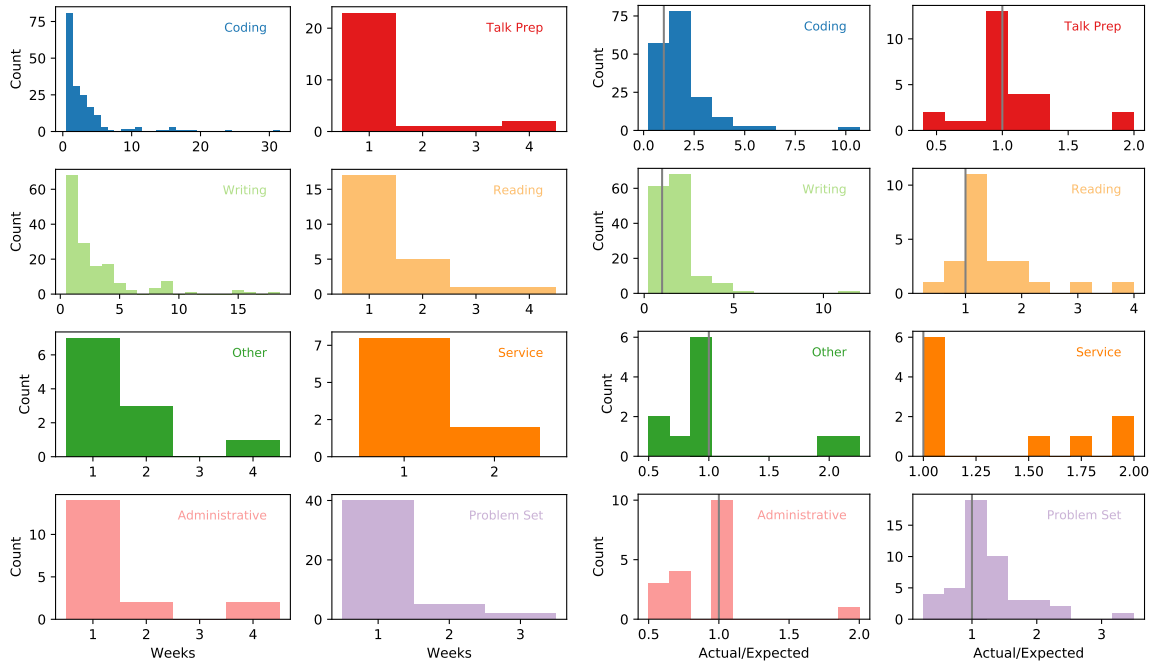 80
60
40
20
0
Count
Coding
0 10 20 30
20
10
0
Talk Prep
1 2 3 4
75
50
25
0
Count
Coding
0.0 2.5 5.0 7.5 10.0
10
5
0
Talk Prep
0.5 1.0 1.5 2.0
60
40
20
0
Count
Writing
0 5 10 15
15
10
5
0
Reading
1 2 3 4
60
40
20
0
Count
Writing
0 5 10
10
5
0
Reading
1 2 3 4
6
4
2
0
Count
Other
1 2 3 4
7
5
2
0
Service
1 2
6
4
2
0
Count
Other
0.5 1.0 1.5 2.0
6
4
2
0
Service
1.00 1.25 1.50 1.75 2.00
10
5
0
Count
Administrative
1 2 3 4
Weeks
40
20
0
Problem Set
1 2 3
Weeks
10
5
0
Count
Administrative
0.5 1.0 1.5 2.0
Actual/Expected
15
10
5
0
Problem Set
1 2 3
Actual/Expected